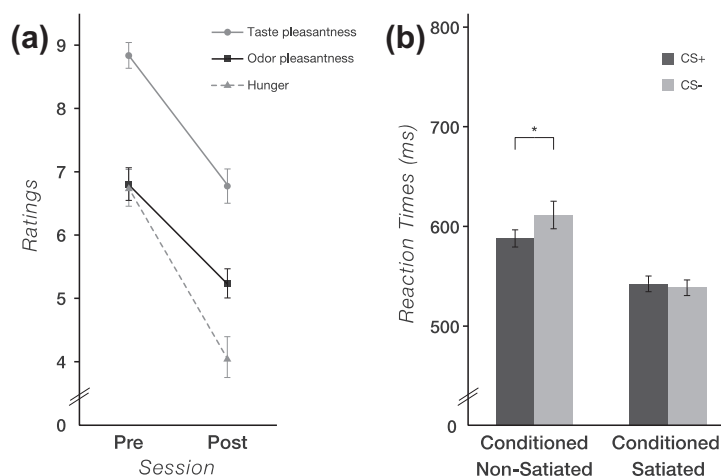 (a)
Taste pleasantness
Odor pleasantness
Hunger
Ratings
9
8
7
6
5
4
0
Pre
Post
Session
(b)
CS+
CS-
Reaction Times (ms)
800
700
600
500
0
*
Conditioned
Non-Satiated
Conditioned
Satiated